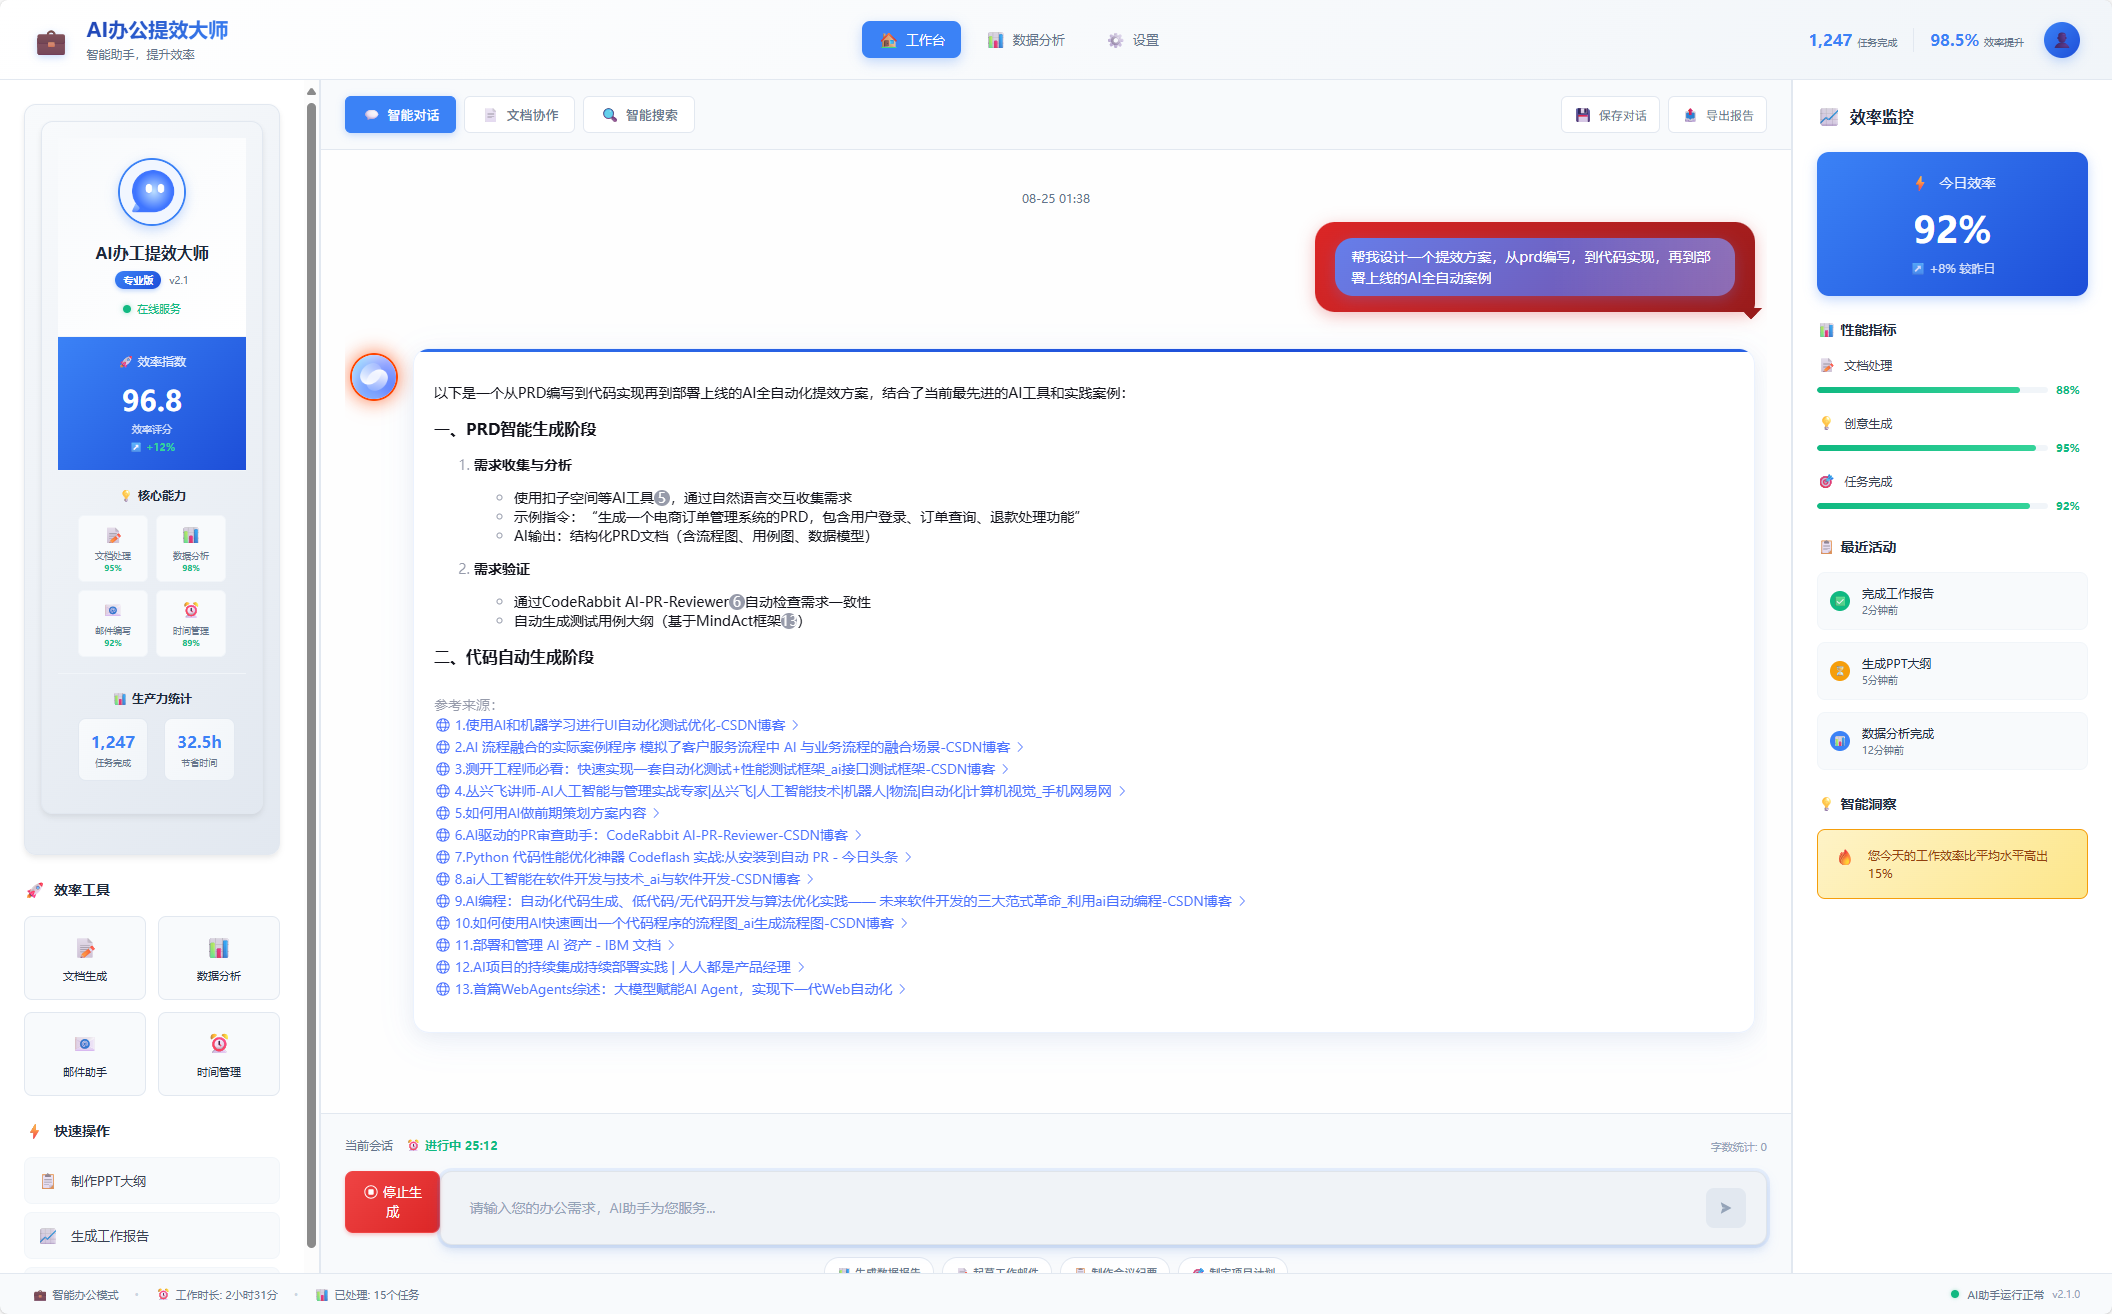 AI办公提效大师
智能助手，提升效率
工作台
数据分析
设置
1,247 任务完成
98.5% 效率提升
AI办工提效大师
专业版 v2.1
在线服务
效率指数
96.8
效率评分
+12%
核心能力
文档处理
95%
数据分析
98%
邮件编写
92%
时间管理
89%
生产力统计
1,247
任务完成
32.5h
节省时间
效率工具
文档生成
数据分析
邮件助手
时间管理
快速操作
制作PPT大纲
生成工作报告
智能对话
文档协作
智能搜索
保存对话
导出报告
08-25 01:38
帮我设计一个提效方案，从prd编写，到代码实现，再到部
署上线的AI全自动案例
以下是一个从PRD编写到代码实现再到部署上线的AI全自动化提效方案，结合了当前最先进的AI工具和实践案例：
一、PRD智能生成阶段
1. 需求收集与分析
使用扣子空间等AI工具5，通过自然语言交互收集需求
示例指令：“生成一个电商订单管理系统的PRD，包含用户登录、订单查询、退款处理功能”
AI输出：结构化PRD文档（含流程图、用例图、数据模型）
2. 需求验证
通过CodeRabbit AI-PR-Reviewer6自动检查需求一致性
自动生成测试用例大纲（基于MindAct框架13）
二、代码自动生成阶段
参考来源：
1.使用AI和机器学习进行UI自动化测试优化-CSDN博客
2.AI 流程融合的实际案例程序 模拟了客户服务流程中 AI 与业务流程的融合场景-CSDN博客
3.测开工程师必看：快速实现一套自动化测试+性能测试框架_ai接口测试框架-CSDN博客
4.丛兴飞讲师-AI人工智能与管理实战专家|丛兴飞|人工智能技术|机器人|物流|自动化|计算机视觉_手机网易网
5.如何用AI做前期策划方案内容
6.AI驱动的PR审查助手：CodeRabbit AI-PR-Reviewer-CSDN博客
7.Python 代码性能优化神器 Codeflash 实战:从安装到自动 PR - 今日头条
8.ai人工智能在软件开发与技术_ai与软件开发-CSDN博客
9.AI编程：自动化代码生成、低代码/无代码开发与算法优化实践—— 未来软件开发的三大范式革命_利用ai自动编程-CSDN博客
10.如何使用AI快速画出一个代码程序的流程图_ai生成流程图-CSDN博客
11.部署和管理 AI 资产 - IBM 文档
12.AI项目的持续集成持续部署实践 | 人人都是产品经理
13.首篇WebAgents综述：大模型赋能AI Agent，实现下一代Web自动化
当前会话 进行中 25:12
字数统计: 0
停止生
成
请输入您的办公需求，AI助手为您服务...
生成数据报告
起草工作邮件
制作会议纪要
制定项目计划
效率监控
今日效率
92%
+8% 较昨日
性能指标
文档处理
88%
创意生成
95%
任务完成
92%
最近活动
完成工作报告
2分钟前
生成PPT大纲
5分钟前
数据分析完成
12分钟前
智能洞察
您今天的工作效率比平均水平高出
15%
智能办公模式 • 工作时长: 2小时31分 • 已处理: 15个任务
AI助手运行正常 v2.1.0